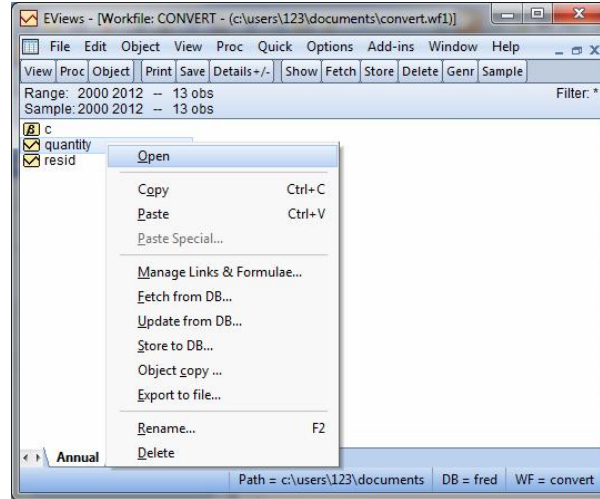 EViews - [Workfile: CONVERT - (c:\users\123\documents\convert.wf1)]
File Edit Object View Proc Quick Options Add-ins Window Help
View Proc Object Print Save Details+/- Show Fetch Store Delete Genr Sample
Range: 2000 2012 -- 13 obs Filter: *
Sample: 2000 2012 -- 13 obs
β c
quantity
resid
Open
Copy Ctrl+C
Paste Ctrl+V
Paste Special...
Manage Links & Formulae...
Fetch from DB...
Update from DB...
Store to DB...
Object copy ...
Export to file...
Rename... F2
Delete
Annual
Path = c:\users\123\documents DB = fred WF = convert